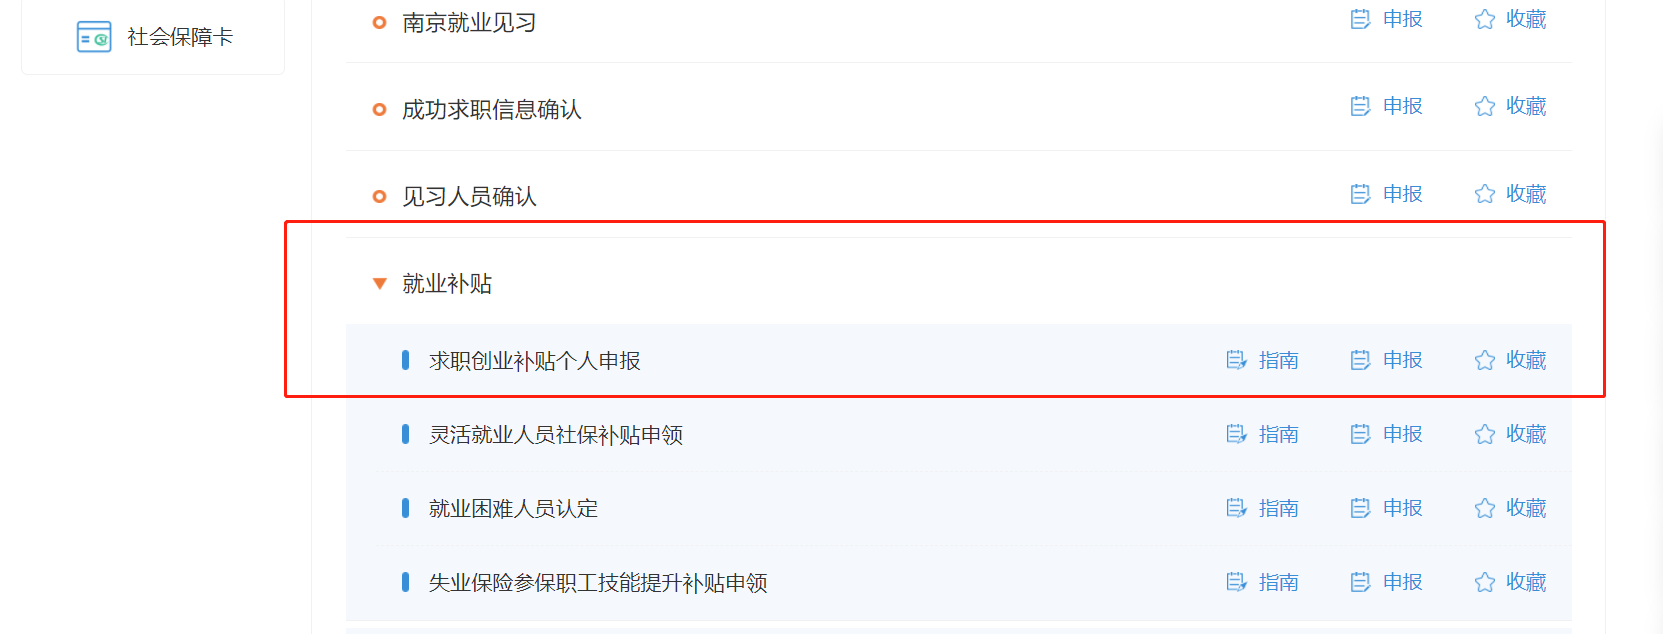 社会保障卡
南京就业见习 申报 收藏
成功求职信息确认 申报 收藏
见习人员确认 申报 收藏
就业补贴
求职创业补贴个人申报 指南 申报 收藏
灵活就业人员社保补贴申领 指南 申报 收藏
就业困难人员认定 指南 申报 收藏
失业保险参保职工技能提升补贴申领 指南 申报 收藏